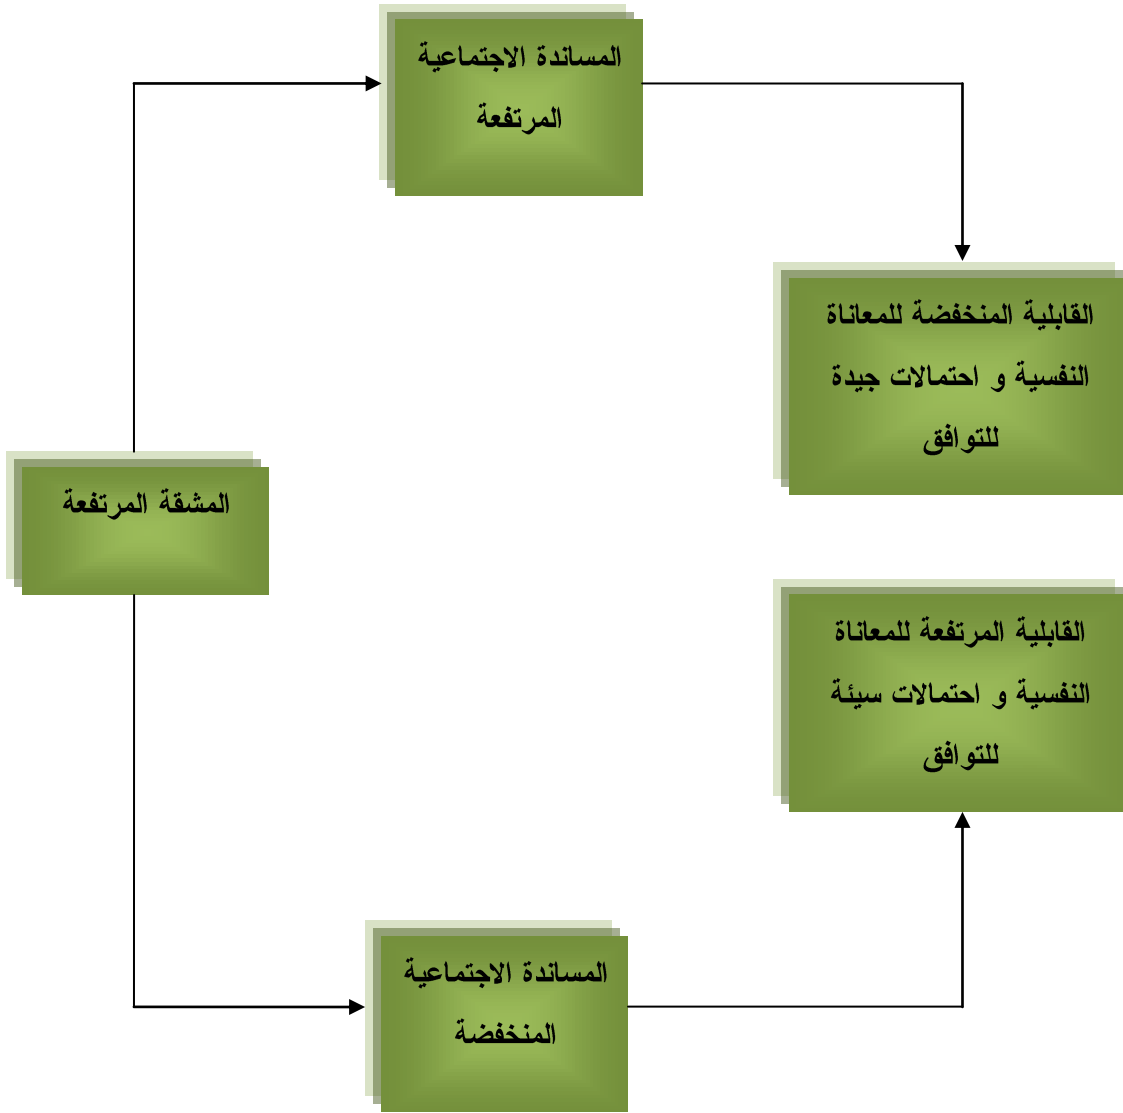 المساندة الاجتماعية
المرتفعة
القابلية المنخفضة للمعاناة
النفسية و احتمالات جيدة
للتوافق
المشقة المرتفعة
القابلية المرتفعة للمعاناة
النفسية و احتمالات سيئة
للتوافق
المساندة الاجتماعية
المنخفضة